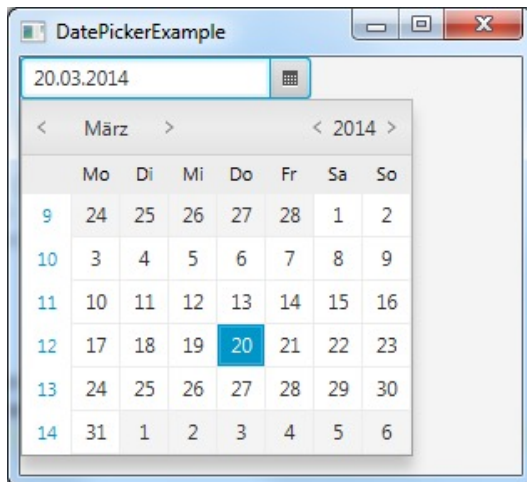 DatePickerExample
20.03.2014
< März > < 2014 >
Mo Di Mi Do Fr Sa So
9 24 25 26 27 28 1 2
10 3 4 5 6 7 8 9
11 10 11 12 13 14 15 16
12 17 18 19 20 21 22 23
13 24 25 26 27 28 29 30
14 31 1 2 3 4 5 6